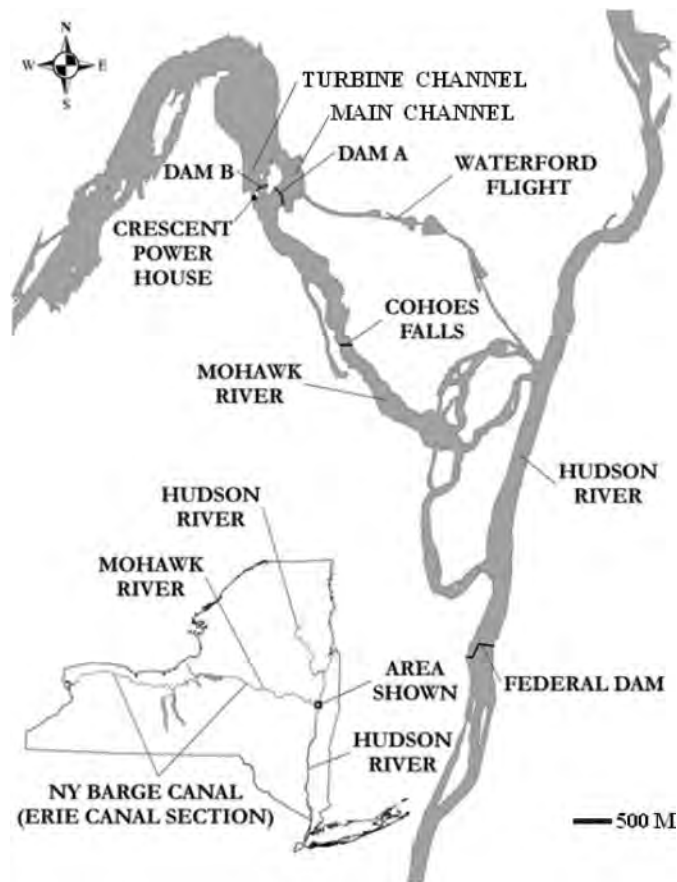 N
W
E
S
TURBINE CHANNEL
MAIN CHANNEL
DAM A
DAM B
WATERFORD
FLIGHT
CRESCENT
POWER
HOUSE
COHOES
FALLS
MOHAWK
RIVER
HUDSON
RIVER
HUDSON
RIVER
MOHAWK
RIVER
AREA
SHOWN
FEDERAL DAM
HUDSON
RIVER
NY BARGE CANAL
(ERIE CANAL SECTION)
500 M